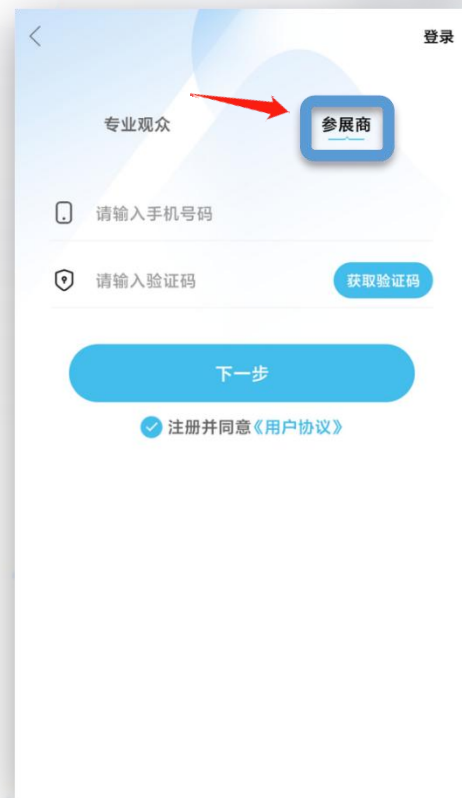 登录
专业观众 参展商
请输入手机号码
请输入验证码 获取验证码
下一步
注册并同意《用户协议》